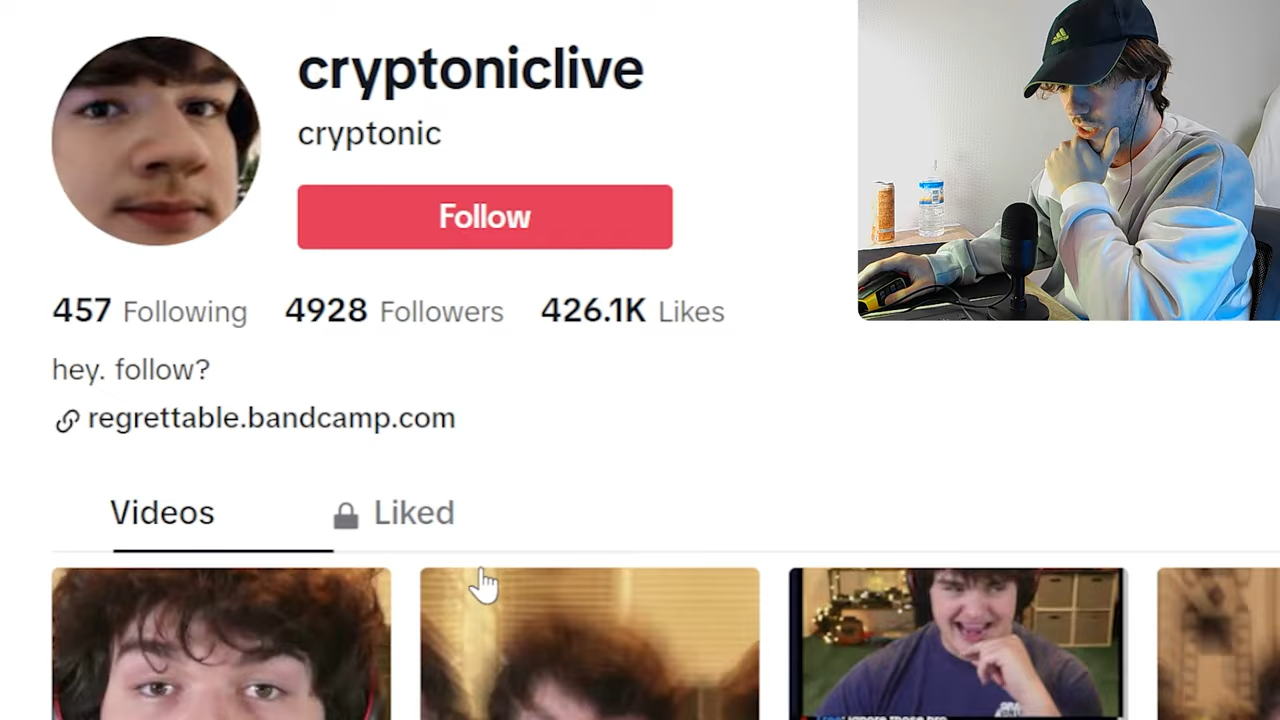 cryptoniclive
cryptonic
Follow
457 Following 4928 Followers 426.1K Likes
hey. follow?
regrettable.bandcamp.com
Videos Liked